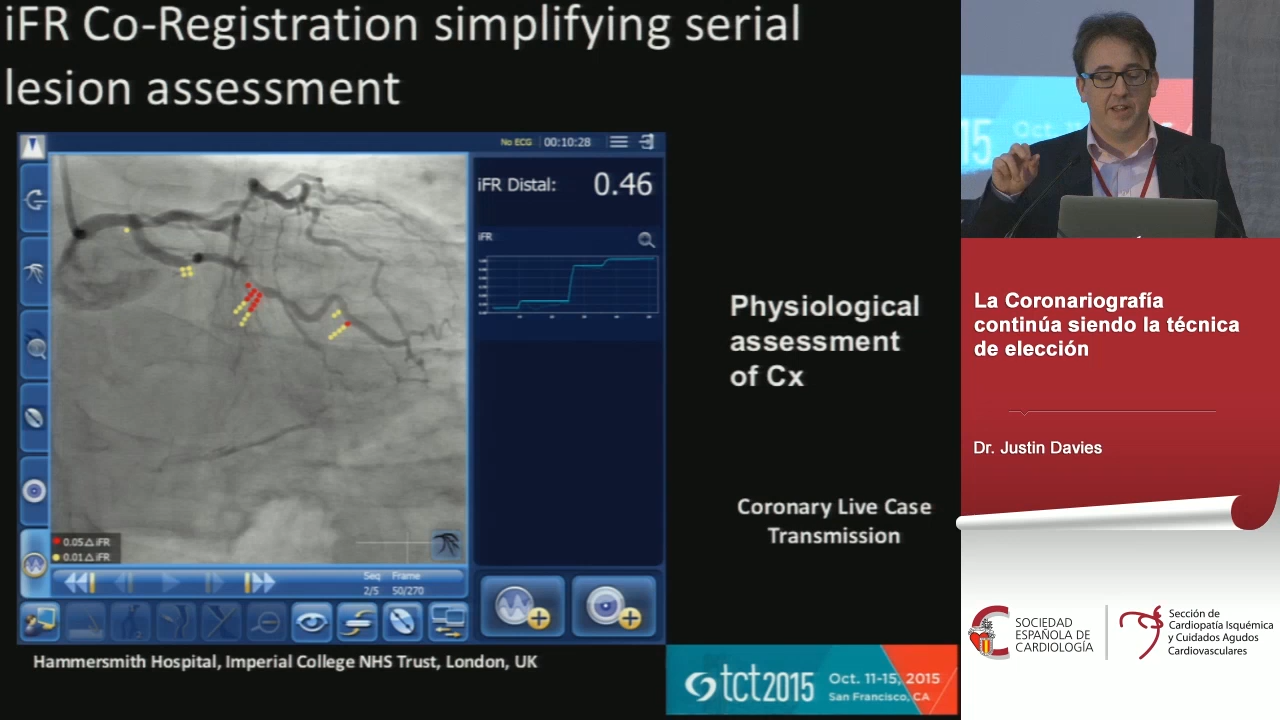 iFR Co-Registration simplifying serial
lesion assessment
No ECG
00:10:28
iFR Distal:
0.46
iFR
0.05△ iFR
0.01△ iFR
Seq
Frame
2/5
50/270
Hammersmith Hospital, Imperial College NHS Trust, London, UK
Physiological
assessment
of Cx
Coronary Live Case
Transmission
tct2015
Oct. 11-15, 2015
San Francisco, CA
15
Oct. 1
La Coronariografía
continúa siendo la técnica
de elección
Dr. Justin Davies
SOCIEDAD
ESPAÑOLA DE
CARDIOLOGÍA
Sección de
Cardiopatía Isquémica
y Cuidados Agudos
Cardiovasculares